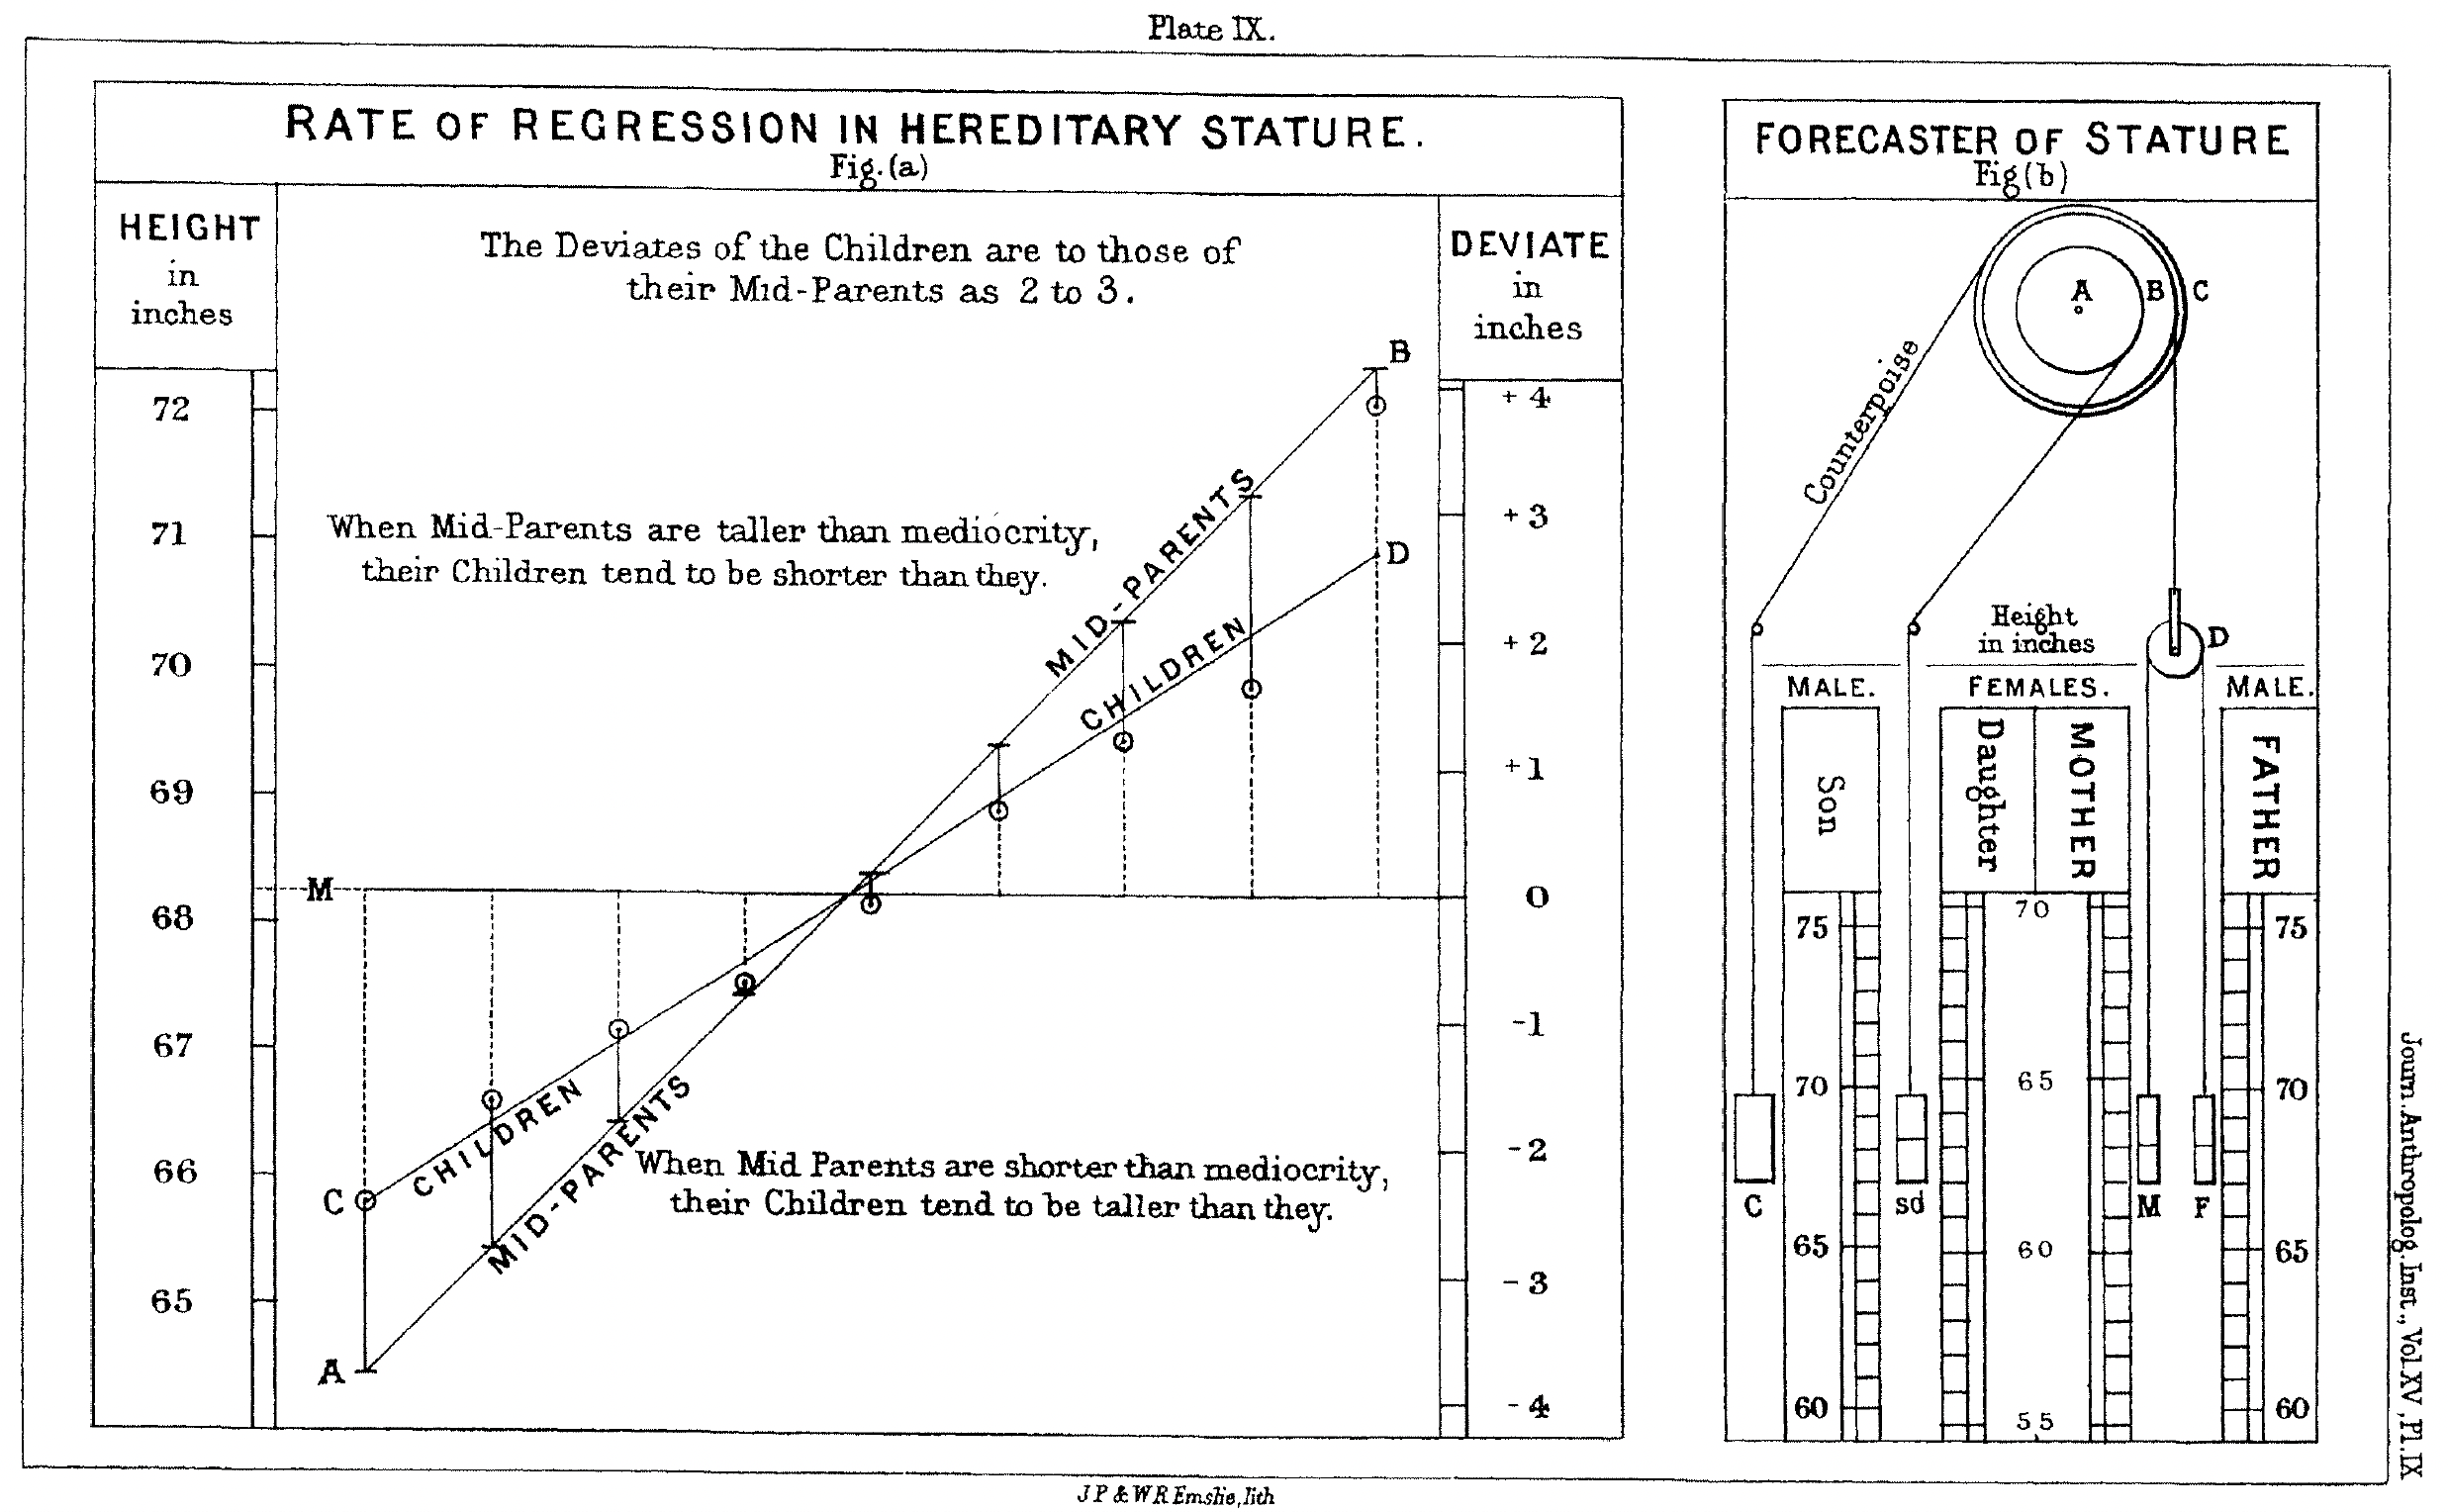 Plate IX.
RATE OF REGRESSION IN HEREDITARY STATURE.
Fig. (a)
HEIGHT
in
inches
The Deviates of the Children are to those of
their Mid-Parents as 2 to 3.
DEVIATE
in
inches
72
71
70
69
68
67
66
65
When Mid-Parents are taller than mediocrity,
their Children tend to be shorter than they.
MID-PARENTS
CHILDREN
B
D
M
C
A
CHILDREN
MID-PARENTS
When Mid Parents are shorter than mediocrity,
their Children tend to be taller than they.
+4
+3
+2
+1
0
-1
-2
-3
-4
FORECASTER OF STATURE
Fig (b)
A B C
Counterpoise
Height
in inches
D
MALE. FEMALES. MALE.
Son
Daughter
MOTHER
FATHER
75
70
65
60
70
65
60
55
75
70
65
60
C sd M F
Journ. Anthropolog. Inst., Vol. XV, Pl. IX
J P & W R Emslie, lith